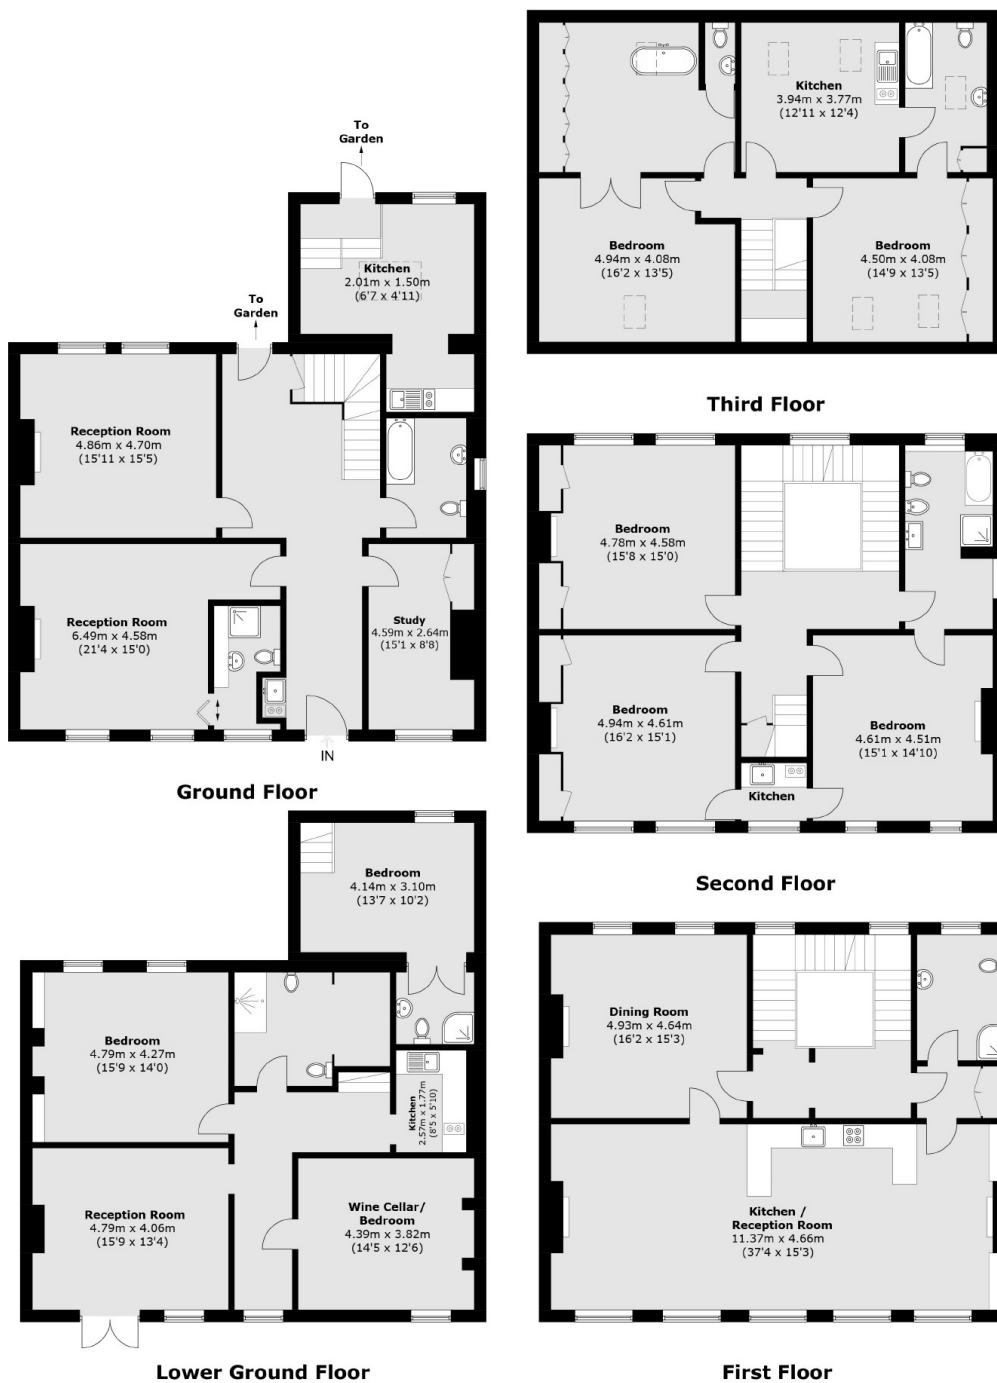 To
Garden
Kitchen
2.01m x 1.50m
(6'7 x 4'11)
To
Garden
Reception Room
4.86m x 4.70m
(15'11 x 15'5)
Reception Room
6.49m x 4.58m
(21'4 x 15'0)
Study
4.59m x 2.64m
(15'1 x 8'8)
IN
Ground Floor
Bedroom
4.14m x 3.10m
(13'7 x 10'2)
Bedroom
4.79m x 4.27m
(15'9 x 14'0)
Kitchen
2.57m x 1.77m
(8'5 x 5'10)
Reception Room
4.79m x 4.06m
(15'9 x 13'4)
Wine Cellar/
Bedroom
4.39m x 3.82m
(14'5 x 12'6)
Lower Ground Floor
Kitchen
3.94m x 3.77m
(12'11 x 12'4)
Bedroom
4.94m x 4.08m
(16'2 x 13'5)
Bedroom
4.50m x 4.08m
(14'9 x 13'5)
Third Floor
Bedroom
4.78m x 4.58m
(15'8 x 15'0)
Bedroom
4.94m x 4.61m
(16'2 x 15'1)
Bedroom
4.61m x 4.51m
(15'1 x 14'10)
Kitchen
Second Floor
Dining Room
4.93m x 4.64m
(16'2 x 15'3)
Kitchen /
Reception Room
11.37m x 4.66m
(37'4 x 15'3)
First Floor